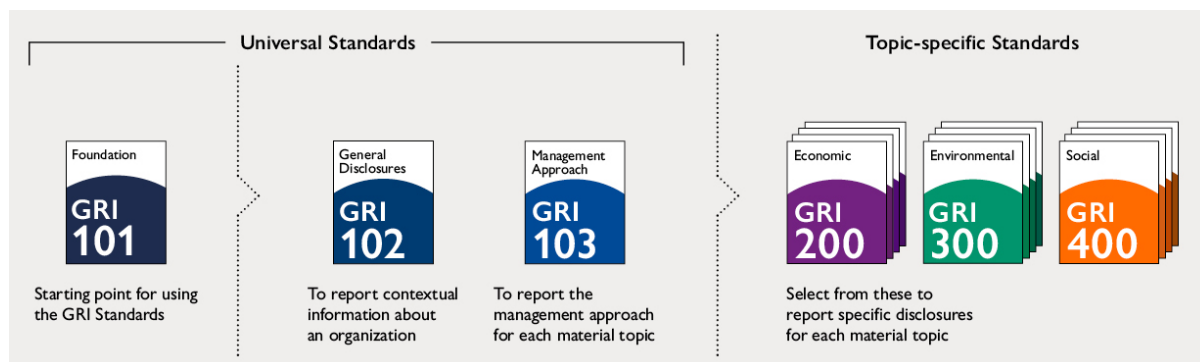 Universal Standards
Topic-specific Standards
Foundation
GRI
101
General
Disclosures
GRI
102
Management
Approach
GRI
103
Economic
GRI
200
Environmental
GRI
300
Social
GRI
400
Starting point for using
the GRI Standards
To report contextual
information about
an organization
To report the
management approach
for each material topic
Select from these to
report specific disclosures
for each material topic